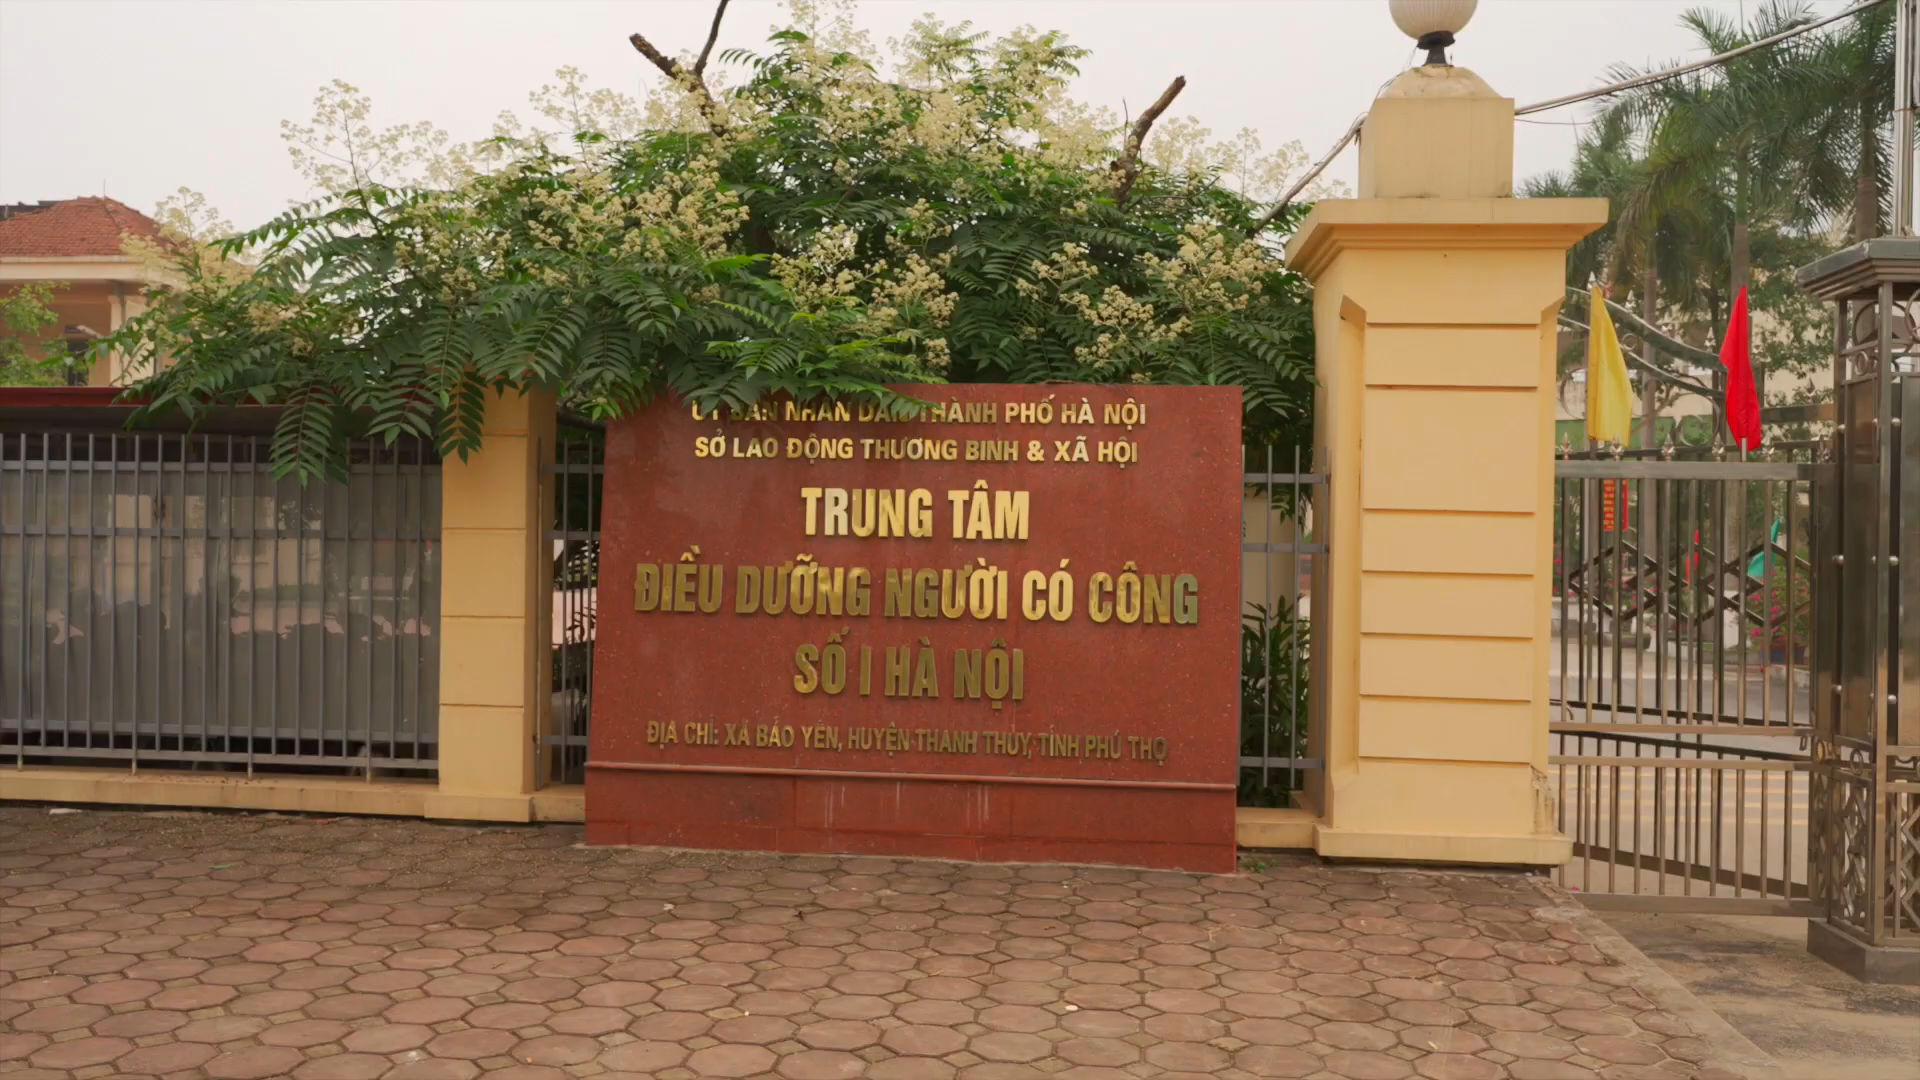 ỦY BAN NHÂN DÂN THÀNH PHỐ HÀ NỘI
SỞ LAO ĐỘNG THƯƠNG BINH & XÃ HỘI
TRUNG TÂM
ĐIỀU DƯỠNG NGƯỜI CÓ CÔNG
SỐ I HÀ NỘI
ĐỊA CHỈ: XÃ BẢO YÊN, HUYỆN THANH THỦY, TỈNH PHÚ THỌ